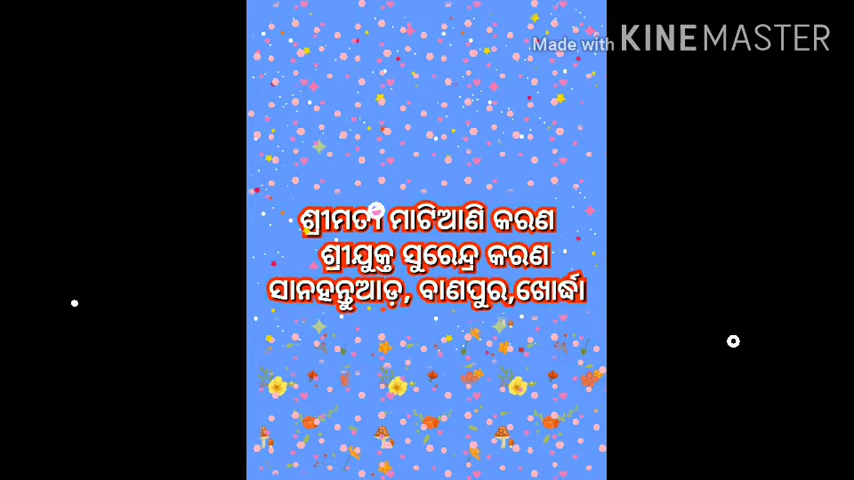 Made with KINEMASTER
ଶ୍ରୀମତୀ ମାଟିଆଣି କରଣ
ଶ୍ରୀଯୁକ୍ତ ସୁରେନ୍ଦ୍ର କରଣ
ସାନହନ୍ତୁଆଡ଼, ବାଣପୁର,ଖୋର୍ଦ୍ଧା